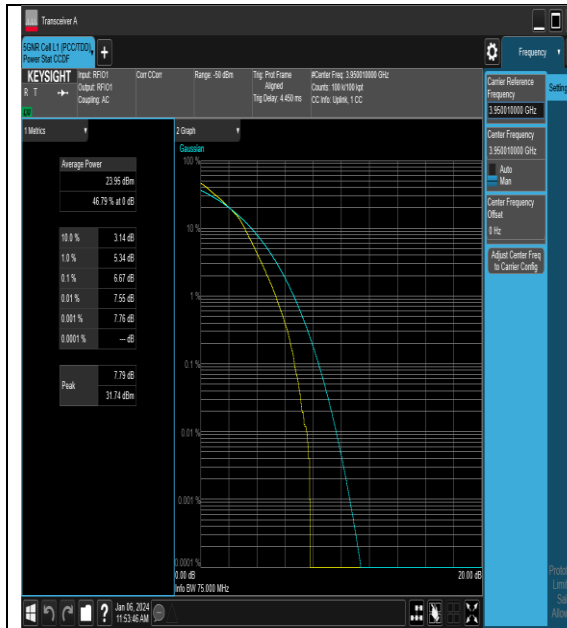 Transceiver A
5GNR Cell L1 (PCC/TDD),
Power Stat CCDF
+
Frequency
KEYSIGHT
R T
Input: RFIO1
Output: RFIO1
Coupling: AC
Corr CCorr
Range: -50 dBm
Trig: Prot Frame
Aligned
Trig Delay: 4.450 ms
#Center Freq: 3.950010000 GHz
Counts: 100 k/100 kpt
CC Info: Uplink, 1 CC
Carrier Reference
Frequency
3.950010000 GHz
Setting
Center Frequency
3.950010000 GHz
Auto
Man
Center Frequency
Offset
0 Hz
Adjust Center Freq
to Carrier Config
1 Metrics
Average Power
23.95 dBm
46.79 % at 0 dB
10.0 % 3.14 dB
1.0 % 5.34 dB
0.1 % 6.67 dB
0.01 % 7.55 dB
0.001 % 7.76 dB
0.0001 % --- dB
Peak
7.79 dB
31.74 dBm
2 Graph
Gaussian
100 %
10 %
1 %
0.1 %
0.01 %
0.001 %
0.0001 %
0.00 dB
20.00 dB
Info BW 75.000 MHz
Jan 06, 2024
11:53:46 AM
?
Proto
Limi
Sal
Allow